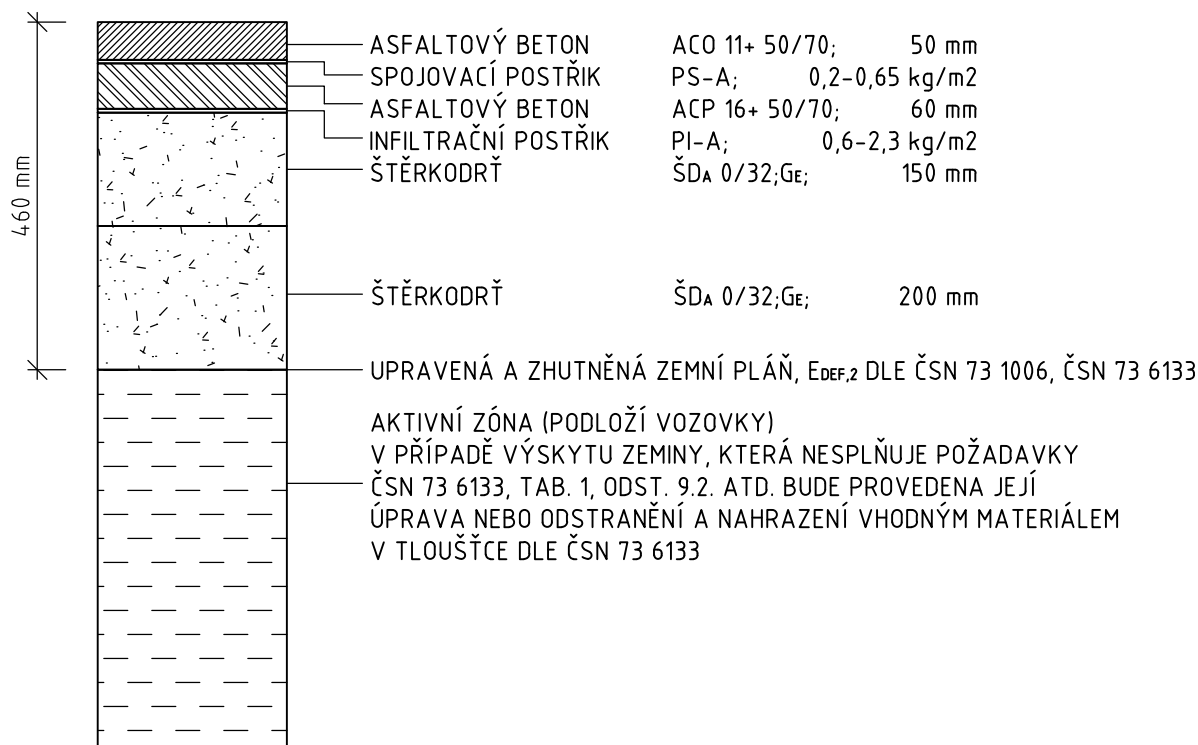 ASFALTOVÝ BETON ACO 11+ 50/70; 50 mm
SPOJOVACÍ POSTŘIK PS-A; 0,2-0,65 kg/m2
ASFALTOVÝ BETON ACP 16+ 50/70; 60 mm
INFILTRAČNÍ POSTŘIK PI-A; 0,6-2,3 kg/m2
ŠTĚRKODRŤ ŠDA 0/32;GE; 150 mm
460 mm
ŠTĚRKODRŤ ŠDA 0/32;GE; 200 mm
UPRAVENÁ A ZHUTNĚNÁ ZEMNÍ PLÁŇ, EDEF,2 DLE ČSN 73 1006, ČSN 73 6133
AKTIVNÍ ZÓNA (PODLOŽÍ VOZOVKY)
V PŘÍPADĚ VÝSKYTU ZEMINY, KTERÁ NESPLŇUJE POŽADAVKY
ČSN 73 6133, TAB. 1, ODST. 9.2. ATD. BUDE PROVEDENA JEJÍ
ÚPRAVA NEBO ODSTRANĚNÍ A NAHRAZENÍ VHODNÝM MATERIÁLEM
V TLOUŠŤCE DLE ČSN 73 6133